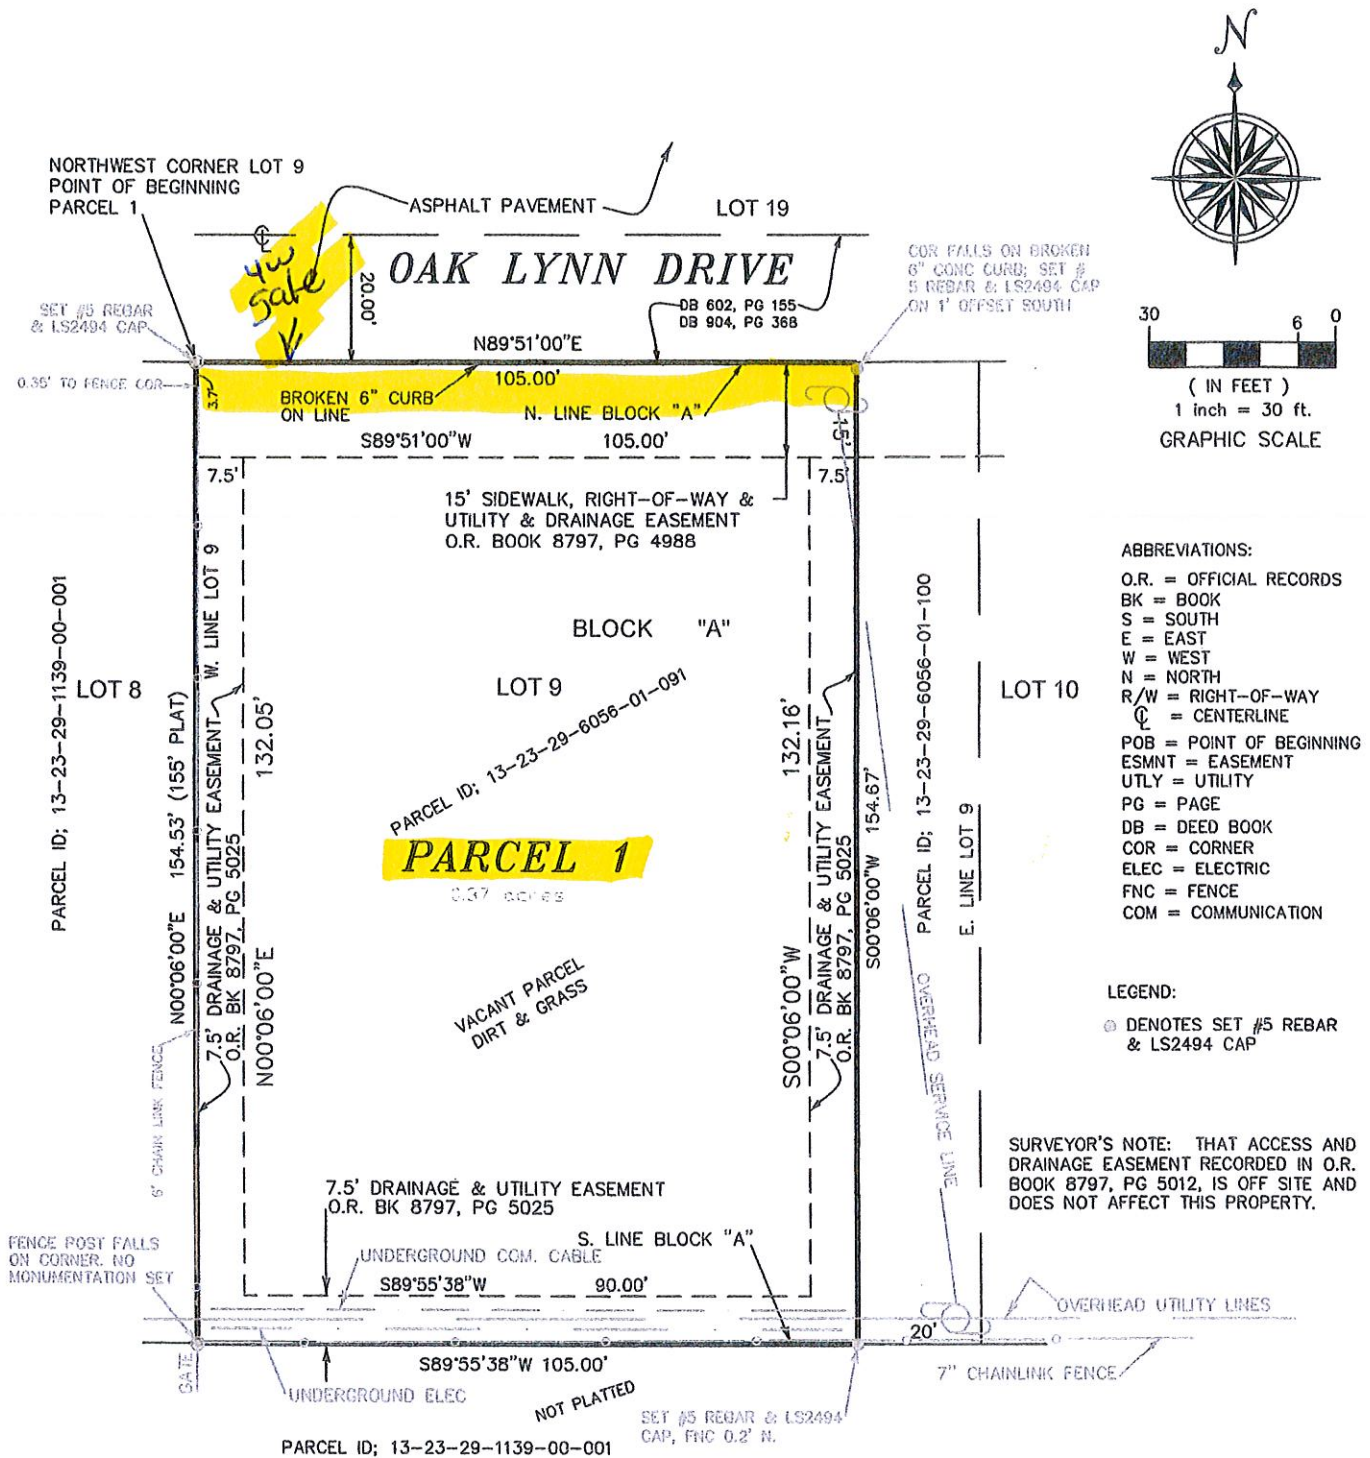 N
NORTHWEST CORNER LOT 9
POINT OF BEGINNING
PARCEL 1
ASPHALT PAVEMENT
LOT 19
℄
4W
gate
20.00'
OAK LYNN DRIVE
DB 602, PG 155
DB 904, PG 368
COR FALLS ON BROKEN
6" CONC CURB; SET #
5 REBAR & LS2494 CAP
ON 1' OFFSET SOUTH
SET #5 REBAR
& LS2494 CAP
N89°51'00"E
105.00'
30
6
0
( IN FEET )
1 inch = 30 ft.
GRAPHIC SCALE
0.35' TO FENCE COR
3.7'
BROKEN 6" CURB
ON LINE
N. LINE BLOCK "A"
15'
S89°51'00"W
105.00'
7.5'
7.5'
15' SIDEWALK, RIGHT-OF-WAY &
UTILITY & DRAINAGE EASEMENT
O.R. BOOK 8797, PG 4988
ABBREVIATIONS:
O.R. = OFFICIAL RECORDS
BK = BOOK
S = SOUTH
E = EAST
W = WEST
N = NORTH
R/W = RIGHT-OF-WAY
℄ = CENTERLINE
POB = POINT OF BEGINNING
ESMNT = EASEMENT
UTLY = UTILITY
PG = PAGE
DB = DEED BOOK
COR = CORNER
ELEC = ELECTRIC
FNC = FENCE
COM = COMMUNICATION
PARCEL ID; 13-23-29-1139-00-001
LOT 8
N00°06'00"E 154.53' (155' PLAT)
W. LINE LOT 9
7.5' DRAINAGE & UTILITY EASEMENT
O.R. BK 8797, PG 5025
132.05'
N00°06'00"E
BLOCK "A"
LOT 9
PARCEL ID; 13-23-29-6056-01-091
PARCEL 1
0.37 acres
VACANT PARCEL
DIRT & GRASS
132.16'
S00°06'00"W
7.5' DRAINAGE & UTILITY EASEMENT
O.R. BK 8797, PG 5025
S00°06'00"W 154.67'
PARCEL ID; 13-23-29-6056-01-100
E. LINE LOT 9
LOT 10
OVERHEAD SERVICE LINE
6' CHAIN LINK FENCE
LEGEND:
DENOTES SET #5 REBAR
& LS2494 CAP
SURVEYOR'S NOTE: THAT ACCESS AND
DRAINAGE EASEMENT RECORDED IN O.R.
BOOK 8797, PG 5012, IS OFF SITE AND
DOES NOT AFFECT THIS PROPERTY.
7.5' DRAINAGE & UTILITY EASEMENT
O.R. BK 8797, PG 5025
S. LINE BLOCK "A"
FENCE POST FALLS
ON CORNER. NO
MONUMENTATION SET
UNDERGROUND COM. CABLE
S89°55'38"W
90.00'
OVERHEAD UTILITY LINES
20'
GATE
S89°55'38"W 105.00'
7" CHAINLINK FENCE
UNDERGROUND ELEC
NOT PLATTED
SET #5 REBAR & LS2494
CAP, FNC 0.2' N.
PARCEL ID; 13-23-29-1139-00-001